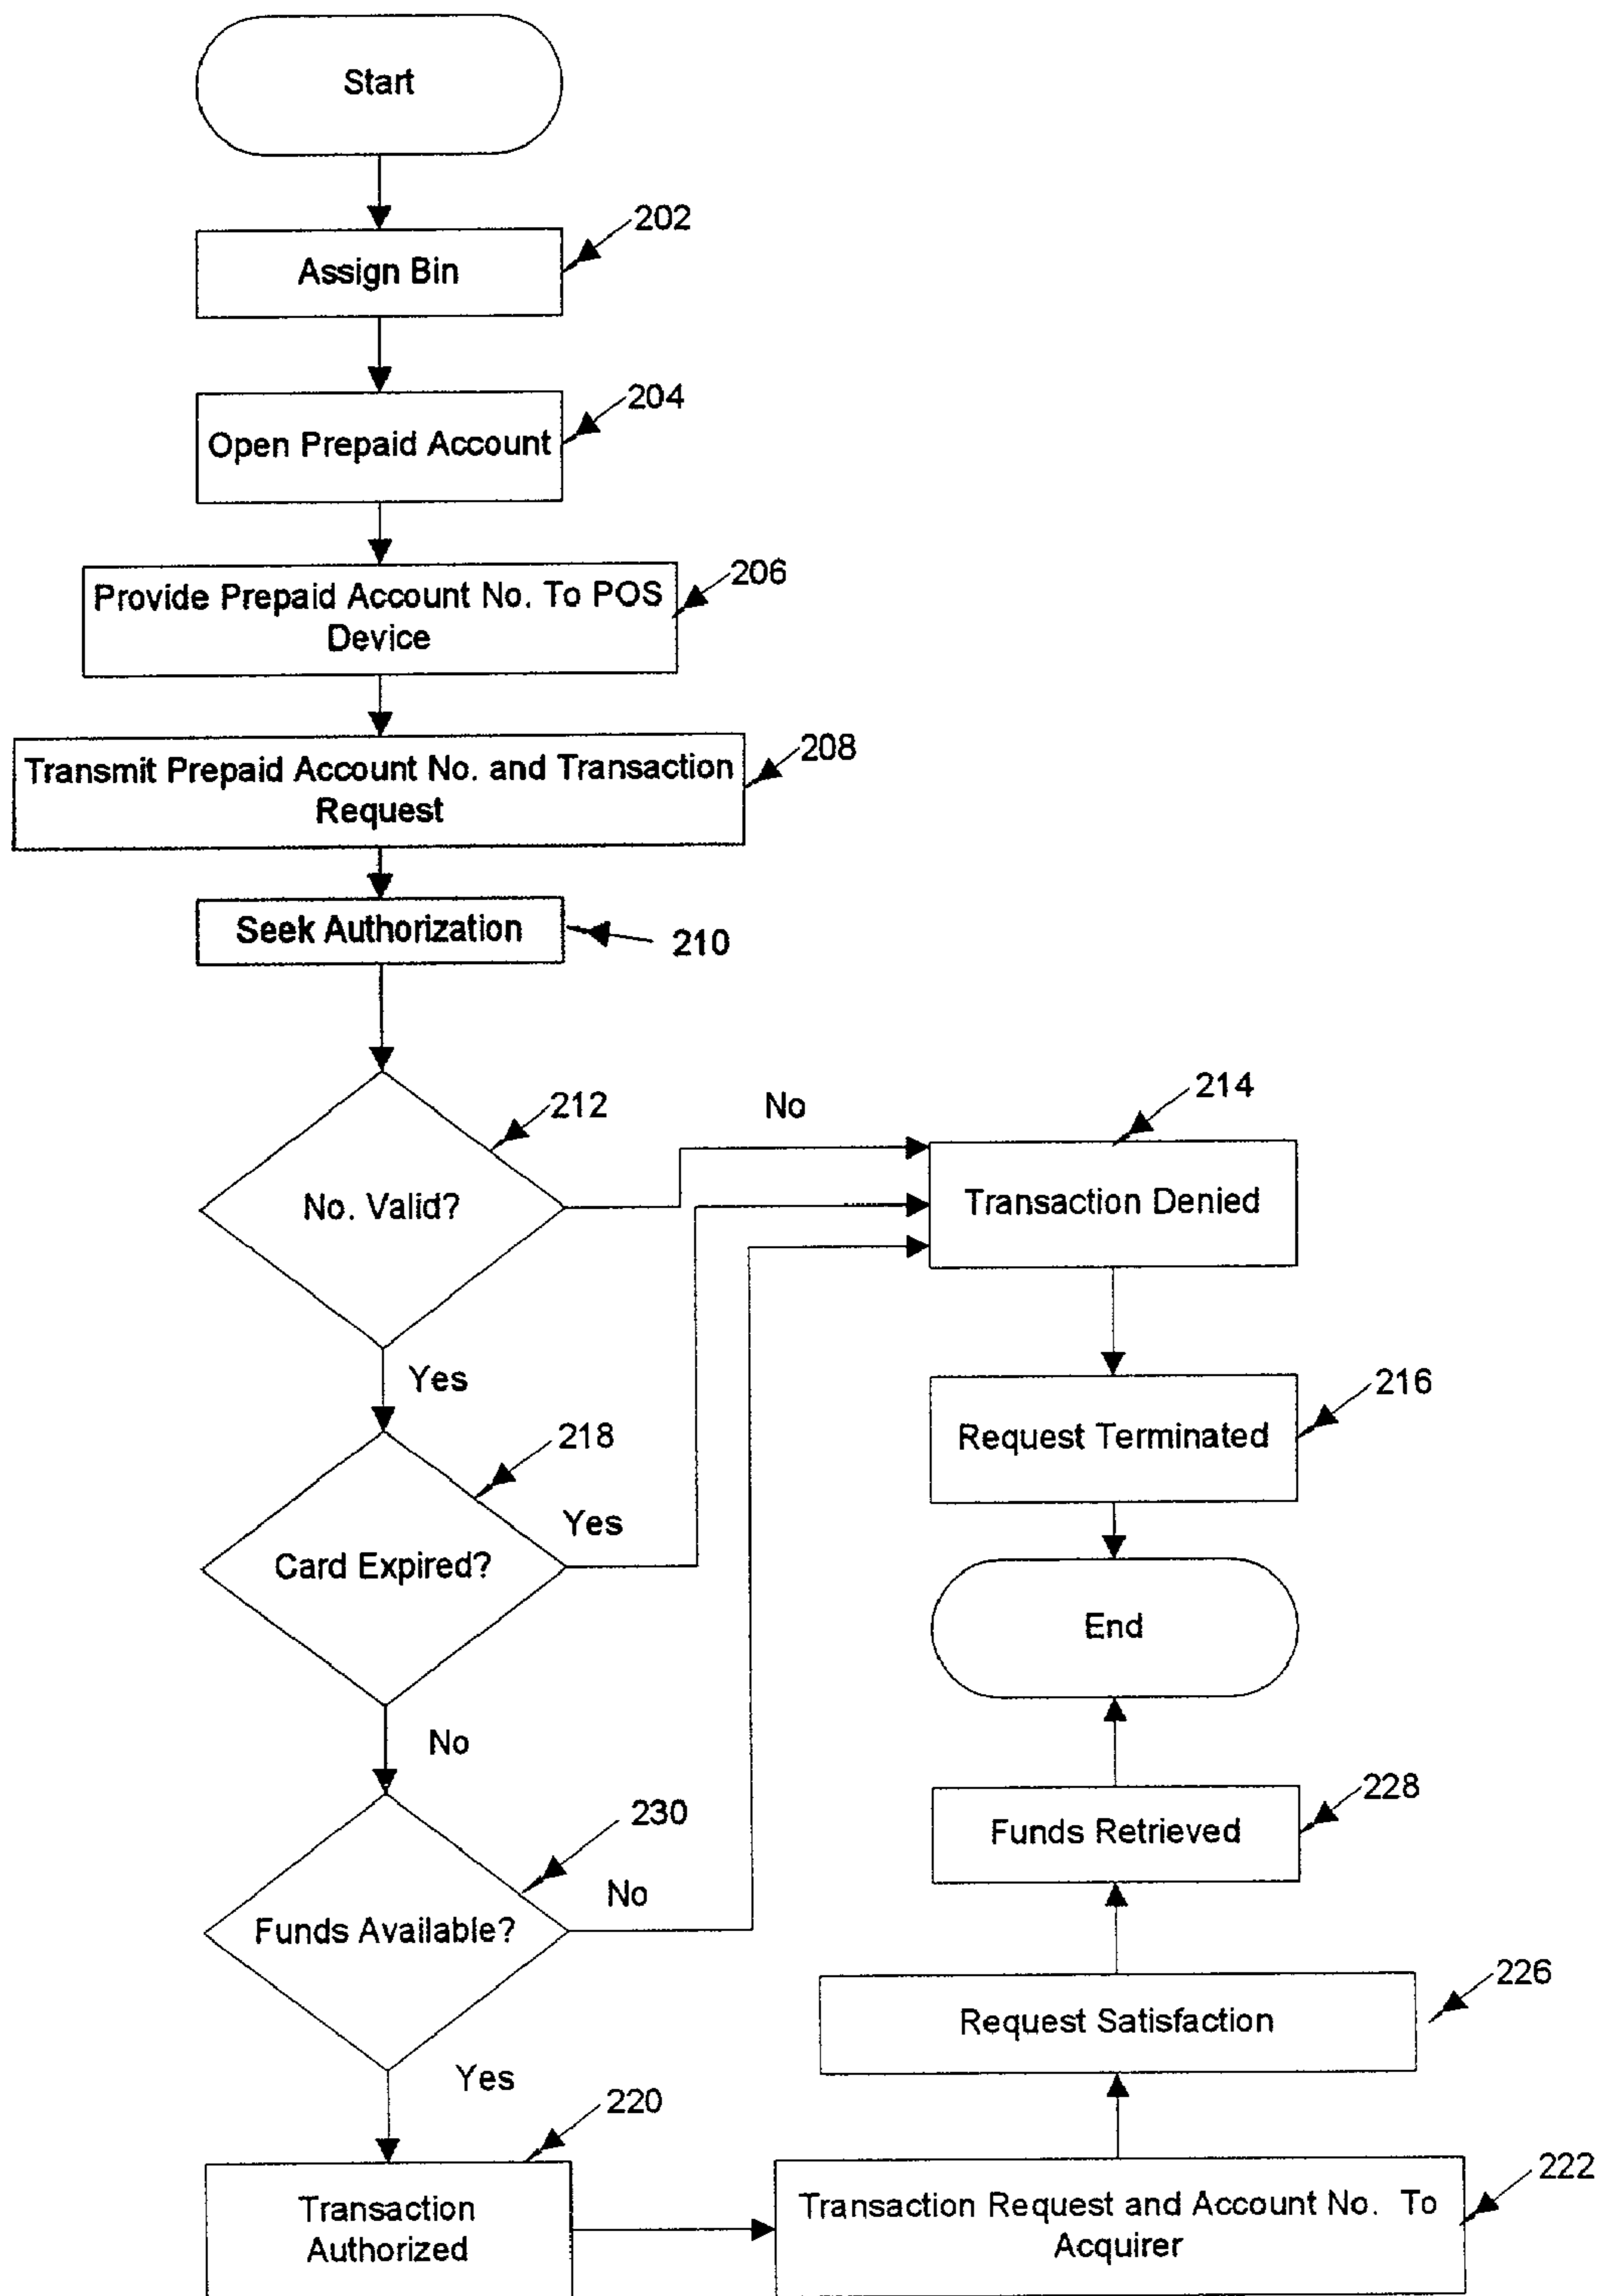 Start
202
Assign Bin
204
Open Prepaid Account
206
Provide Prepaid Account No. To POS
Device
208
Transmit Prepaid Account No. and Transaction
Request
Seek Authorization
210
212
No
214
No. Valid?
Transaction Denied
Yes
216
Request Terminated
218
Yes
Card Expired?
End
No
230
228
Funds Retrieved
No
Funds Available?
226
Request Satisfaction
Yes
220
222
Transaction
Authorized
Transaction Request and Account No. To
Acquirer